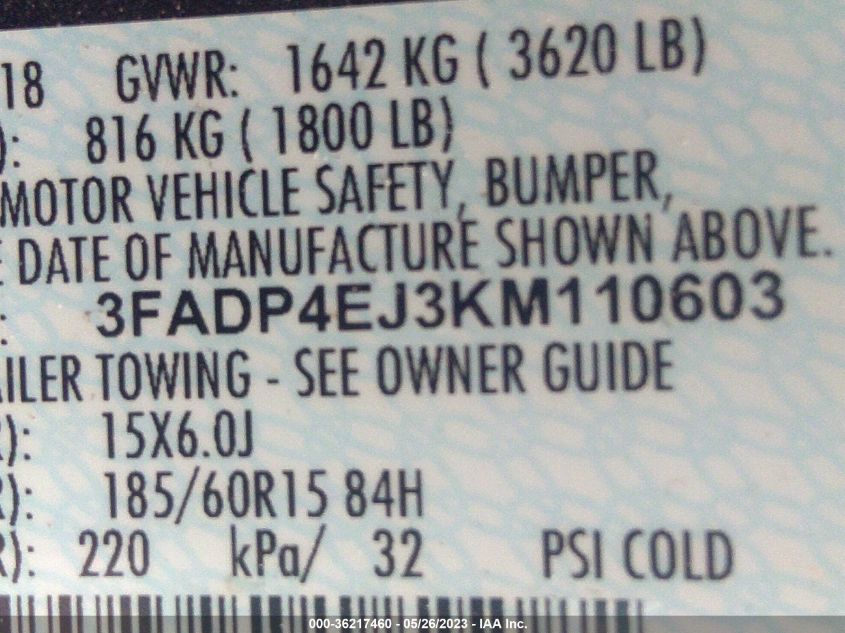 18 GVWR: 1642 KG ( 3620 LB)
): 816 KG ( 1800 LB)
MOTOR VEHICLE SAFETY, BUMPER,
DATE OF MANUFACTURE SHOWN ABOVE.
: 3FADP4EJ3KM110603
AILER TOWING - SEE OWNER GUIDE
): 15X6.0J
R): 185/60R15 84H
R): 220 kPa/ 32 PSI COLD
000-36217460 - 05/26/2023 - IAA Inc.